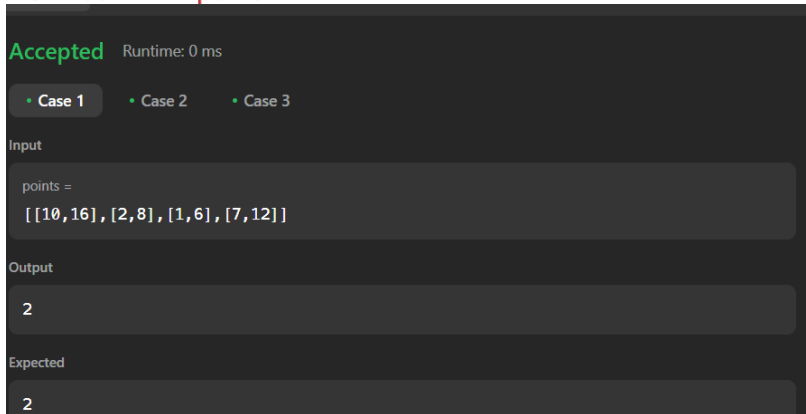 Accepted Runtime: 0 ms
• Case 1 • Case 2 • Case 3
Input
points =
[[10,16],[2,8],[1,6],[7,12]]
Output
2
Expected
2